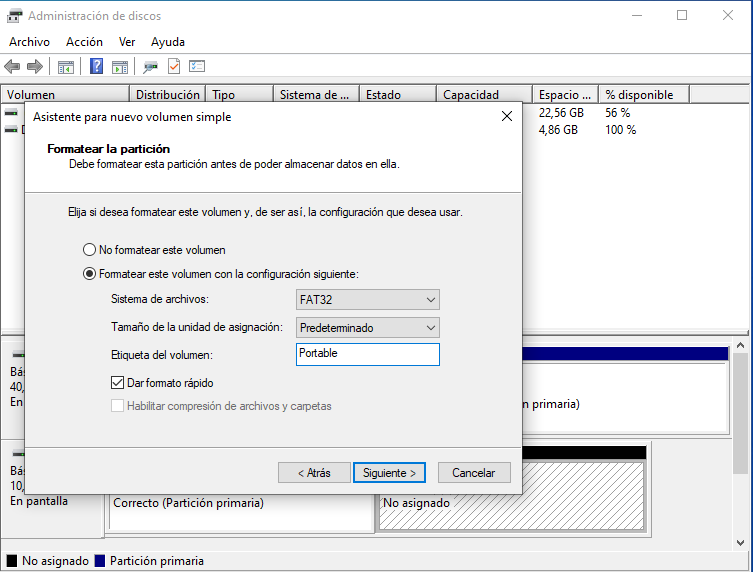 Administración de discos
Archivo Acción Ver Ayuda
Volumen Distribución Tipo Sistema de ... Estado Capacidad Espacio ... % disponible
22,56 GB 56 %
4,86 GB 100 %
Asistente para nuevo volumen simple
Formatear la partición
Debe formatear esta partición antes de poder almacenar datos en ella.
Elija si desea formatear este volumen y, de ser así, la configuración que desea usar.
No formatear este volumen
Formatear este volumen con la configuración siguiente:
Sistema de archivos: FAT32
Tamaño de la unidad de asignación: Predeterminado
Etiqueta del volumen: Portable
Dar formato rápido
Habilitar compresión de archivos y carpetas
< Atrás Siguiente > Cancelar
Bás
40,
En
n primaria)
Bás
10,
En pantalla
Correcto (Partición primaria)
No asignado
No asignado Partición primaria